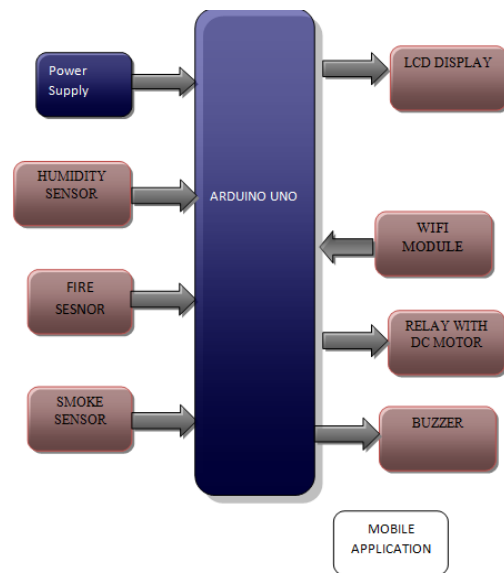 Power
Supply
HUMIDITY
SENSOR
FIRE
SESNOR
SMOKE
SENSOR
ARDUINO UNO
LCD DISPLAY
WIFI
MODULE
RELAY WITH
DC MOTOR
BUZZER
MOBILE
APPLICATION